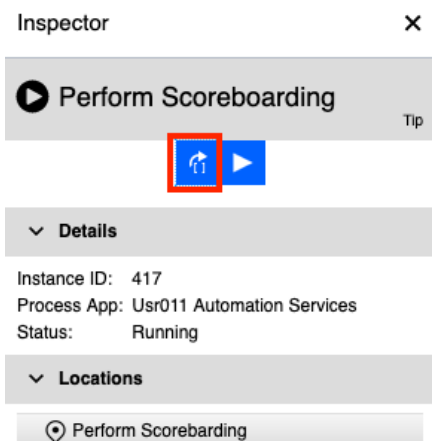 Inspector
Perform Scoreboarding
Tip
Details
Instance ID: 417
Process App: Usr011 Automation Services
Status: Running
Locations
Perform Scorebarding